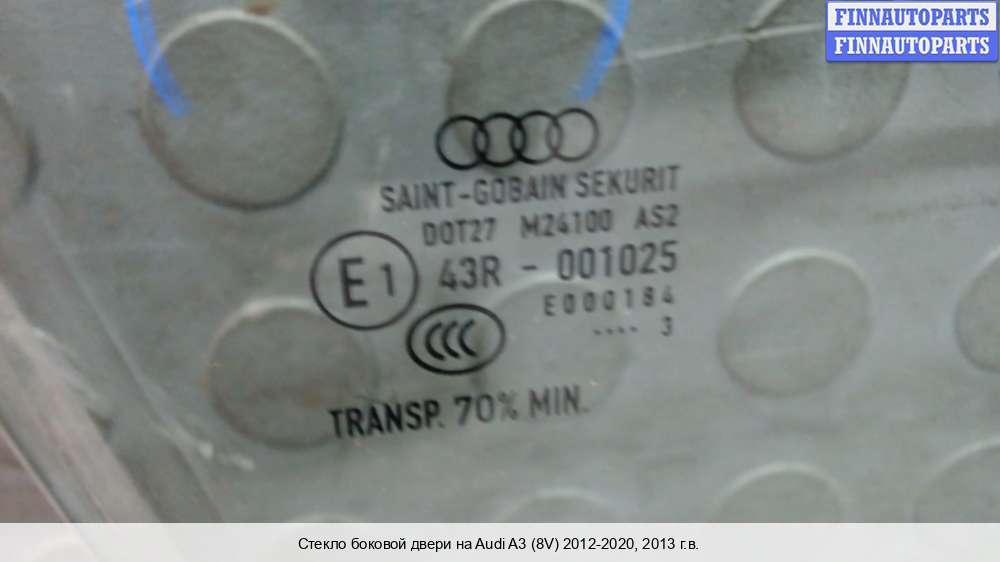 FINNAUTOPARTS
FINNAUTOPARTS
SAINT-GOBAIN SEKURIT
DOT27 M24100 AS2
E1 43R - 001025
E000184
---- 3
CCC
TRANSP. 70% MIN.
Стекло боковой двери на Audi A3 (8V) 2012-2020, 2013 г.в.